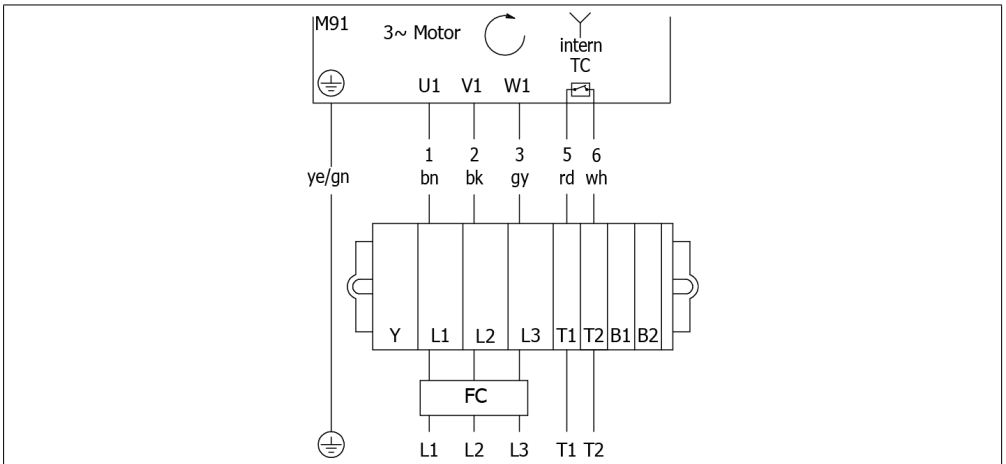 M91
3~ Motor
intern
TC
U1 V1 W1
1 2 3 5 6
ye/gn bn bk gy rd wh
Y L1 L2 L3 T1 T2 B1 B2
FC
L1 L2 L3 T1 T2